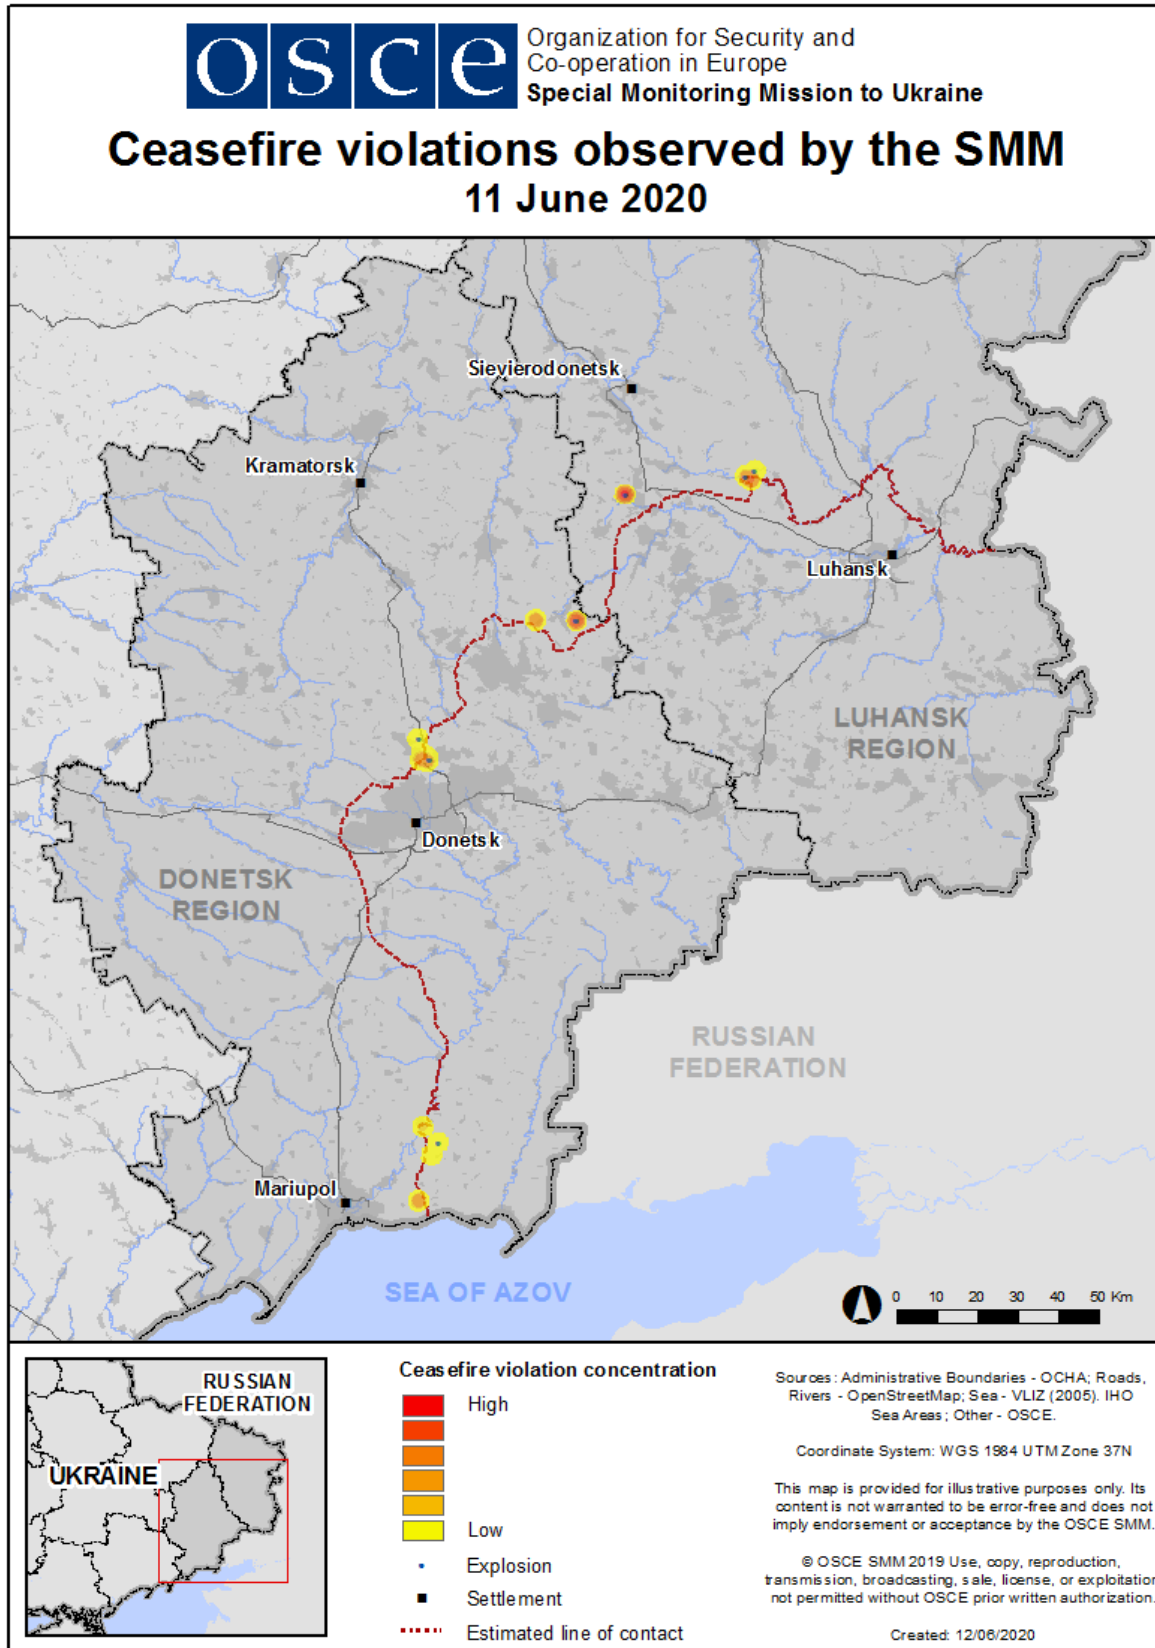 OSCE
Organization for Security and
Co-operation in Europe
Special Monitoring Mission to Ukraine
Ceasefire violations observed by the SMM
11 June 2020
Sievierodonetsk
Kramatorsk
Luhansk
LUHANSK
REGION
Donetsk
DONETSK
REGION
RUSSIAN
FEDERATION
Mariupol
SEA OF AZOV
0 10 20 30 40 50 Km
RUSSIAN
FEDERATION
UKRAINE
Ceasefire violation concentration
High
Low
Explosion
Settlement
Estimated line of contact
Sources: Administrative Boundaries - OCHA; Roads,
Rivers - OpenStreetMap; Sea - VLIZ (2005). IHO
Sea Areas; Other - OSCE.
Coordinate System: WGS 1984 UTM Zone 37N
This map is provided for illustrative purposes only. Its
content is not warranted to be error-free and does not
imply endorsement or acceptance by the OSCE SMM.
© OSCE SMM 2019 Use, copy, reproduction,
transmission, broadcasting, sale, license, or exploitation
not permitted without OSCE prior written authorization.
Created: 12/06/2020